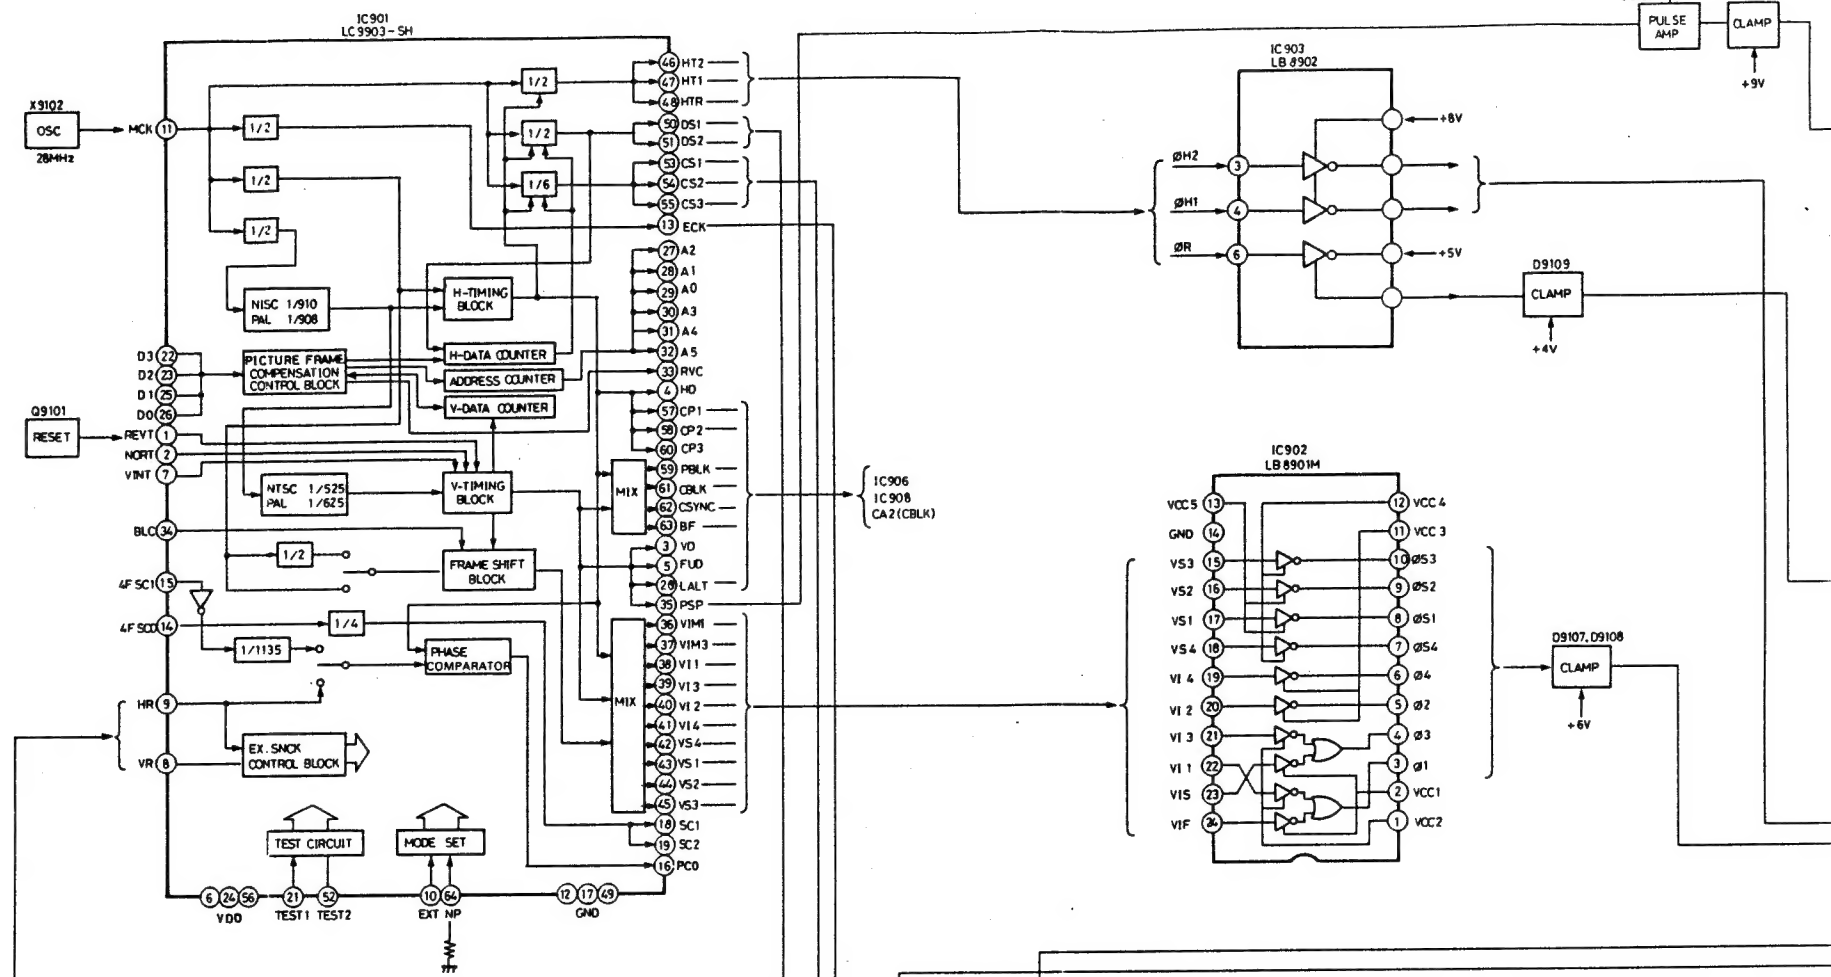 IC901
LC9903-SH
X9102
OSC
28MHz
MCK
11
1/2
1/2
1/2
1/2
1/2
1/6
NISC 1/910
PAL 1/908
H-TIMING
BLOCK
H-DATA COUNTER
ADDRESS COUNTER
V-DATA COUNTER
PICTURE FRAME
COMPENSATION
CONTROL BLOCK
D3 22
D2 23
D1 25
D0 26
Q9101
RESET
REVT 1
NORT 2
VINT 7
NTSC 1/525
PAL 1/625
V-TIMING
BLOCK
BLC 34
1/2
FRAME SHIFT
BLOCK
4FSC1 15
4FSCO 14
1/4
1/1135
PHASE
COMPARATOR
HR 9
VR 8
EX. SNCK
CONTROL BLOCK
TEST CIRCUIT
MODE SET
6 24 56
VDD
21 52
TEST1 TEST2
10 64
EXT NP
12 17 49
GND
MIX
MIX
46 HT2
47 HT1
48 HTR
50 DS1
51 DS2
53 CS1
54 CS2
55 CS3
13 ECK
27 A2
28 A1
29 A0
30 A3
31 A4
32 A5
33 RVC
4 HD
57 CP1
58 CP2
60 CP3
59 PBLK
61 CBLK
62 CSYNC
63 BF
3 VD
5 FUD
20 LALT
35 PSP
36 VIM1
37 VIM3
38 VI1
39 VI3
40 VI2
41 VI4
42 VS4
43 VS1
44 VS2
45 VS3
18 SC1
19 SC2
16 PCO
IC906
IC908
CA2(CBLK)
PULSE
AMP
CLAMP
+9V
IC903
LB8902
+8V
ØH2 3
ØH1 4
ØR 6
+5V
D9109
CLAMP
+4V
IC902
LB8901M
VCC5 13
GND 14
VS3 15
VS2 16
VS1 17
VS4 18
VI4 19
VI2 20
VI3 21
VI1 22
VIS 23
VIF 24
12 VCC4
11 VCC3
10 ØS3
9 ØS2
8 ØS1
7 ØS4
6 Ø4
5 Ø2
4 Ø3
3 Ø1
2 VCC1
1 VCC2
D9107, D9108
CLAMP
+6V